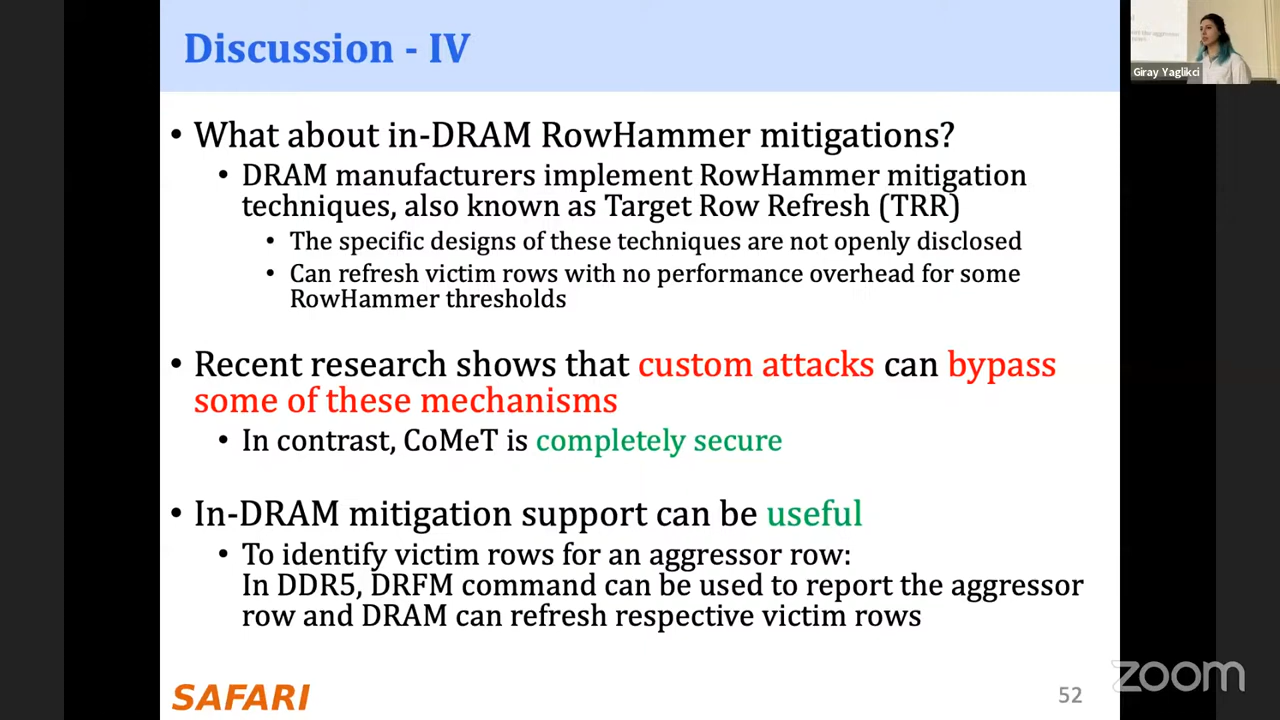 Discussion - IV
• What about in-DRAM RowHammer mitigations?
• DRAM manufacturers implement RowHammer mitigation
techniques, also known as Target Row Refresh (TRR)
• The specific designs of these techniques are not openly disclosed
• Can refresh victim rows with no performance overhead for some
RowHammer thresholds
• Recent research shows that custom attacks can bypass
some of these mechanisms
• In contrast, CoMeT is completely secure
• In-DRAM mitigation support can be useful
• To identify victim rows for an aggressor row:
In DDR5, DRFM command can be used to report the aggressor
row and DRAM can refresh respective victim rows
SAFARI
52
Giray Yaglikci
zoom